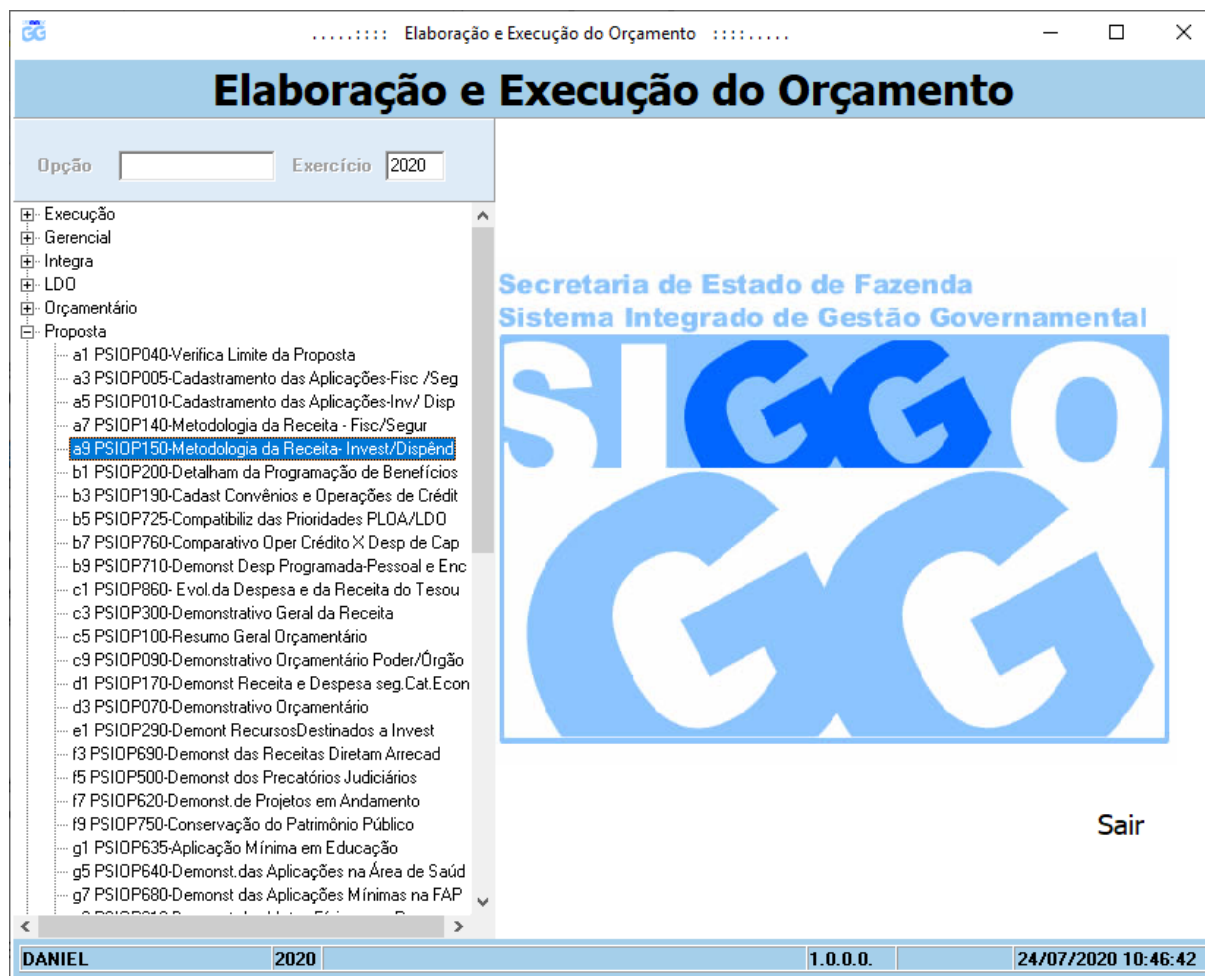 GG
.....:::: Elaboração e Execução do Orçamento ::::.....
Elaboração e Execução do Orçamento
Opção Exercício 2020
Execução
Gerencial
Integra
LDO
Orçamentário
Proposta
a1 PSIOP040-Verifica Limite da Proposta
a3 PSIOP005-Cadastramento das Aplicações-Fisc /Seg
a5 PSIOP010-Cadastramento das Aplicações-Inv/ Disp
a7 PSIOP140-Metodologia da Receita - Fisc/Segur
a9 PSIOP150-Metodologia da Receita- Invest/Dispênd
b1 PSIOP200-Detalham da Programação de Benefícios
b3 PSIOP190-Cadast Convênios e Operações de Crédit
b5 PSIOP725-Compatibiliz das Prioridades PLOA/LDO
b7 PSIOP760-Comparativo Oper Crédito X Desp de Cap
b9 PSIOP710-Demonst Desp Programada-Pessoal e Enc
c1 PSIOP860- Evol.da Despesa e da Receita do Tesou
c3 PSIOP300-Demonstrativo Geral da Receita
c5 PSIOP100-Resumo Geral Orçamentário
c9 PSIOP090-Demonstrativo Orçamentário Poder/Órgão
d1 PSIOP170-Demonst Receita e Despesa seg.Cat.Econ
d3 PSIOP070-Demonstrativo Orçamentário
e1 PSIOP290-Demont RecursosDestinados a Invest
f3 PSIOP690-Demonst das Receitas Diretam Arrecad
f5 PSIOP500-Demonst dos Precatórios Judiciários
f7 PSIOP620-Demonst.de Projetos em Andamento
f9 PSIOP750-Conservação do Patrimônio Público
g1 PSIOP635-Aplicação Mínima em Educação
g5 PSIOP640-Demonst.das Aplicações na Área de Saúd
g7 PSIOP680-Demonst das Aplicações Mínimas na FAP
Secretaria de Estado de Fazenda
Sistema Integrado de Gestão Governamental
SIGGO
GG
Sair
DANIEL 2020 1.0.0.0. 24/07/2020 10:46:42